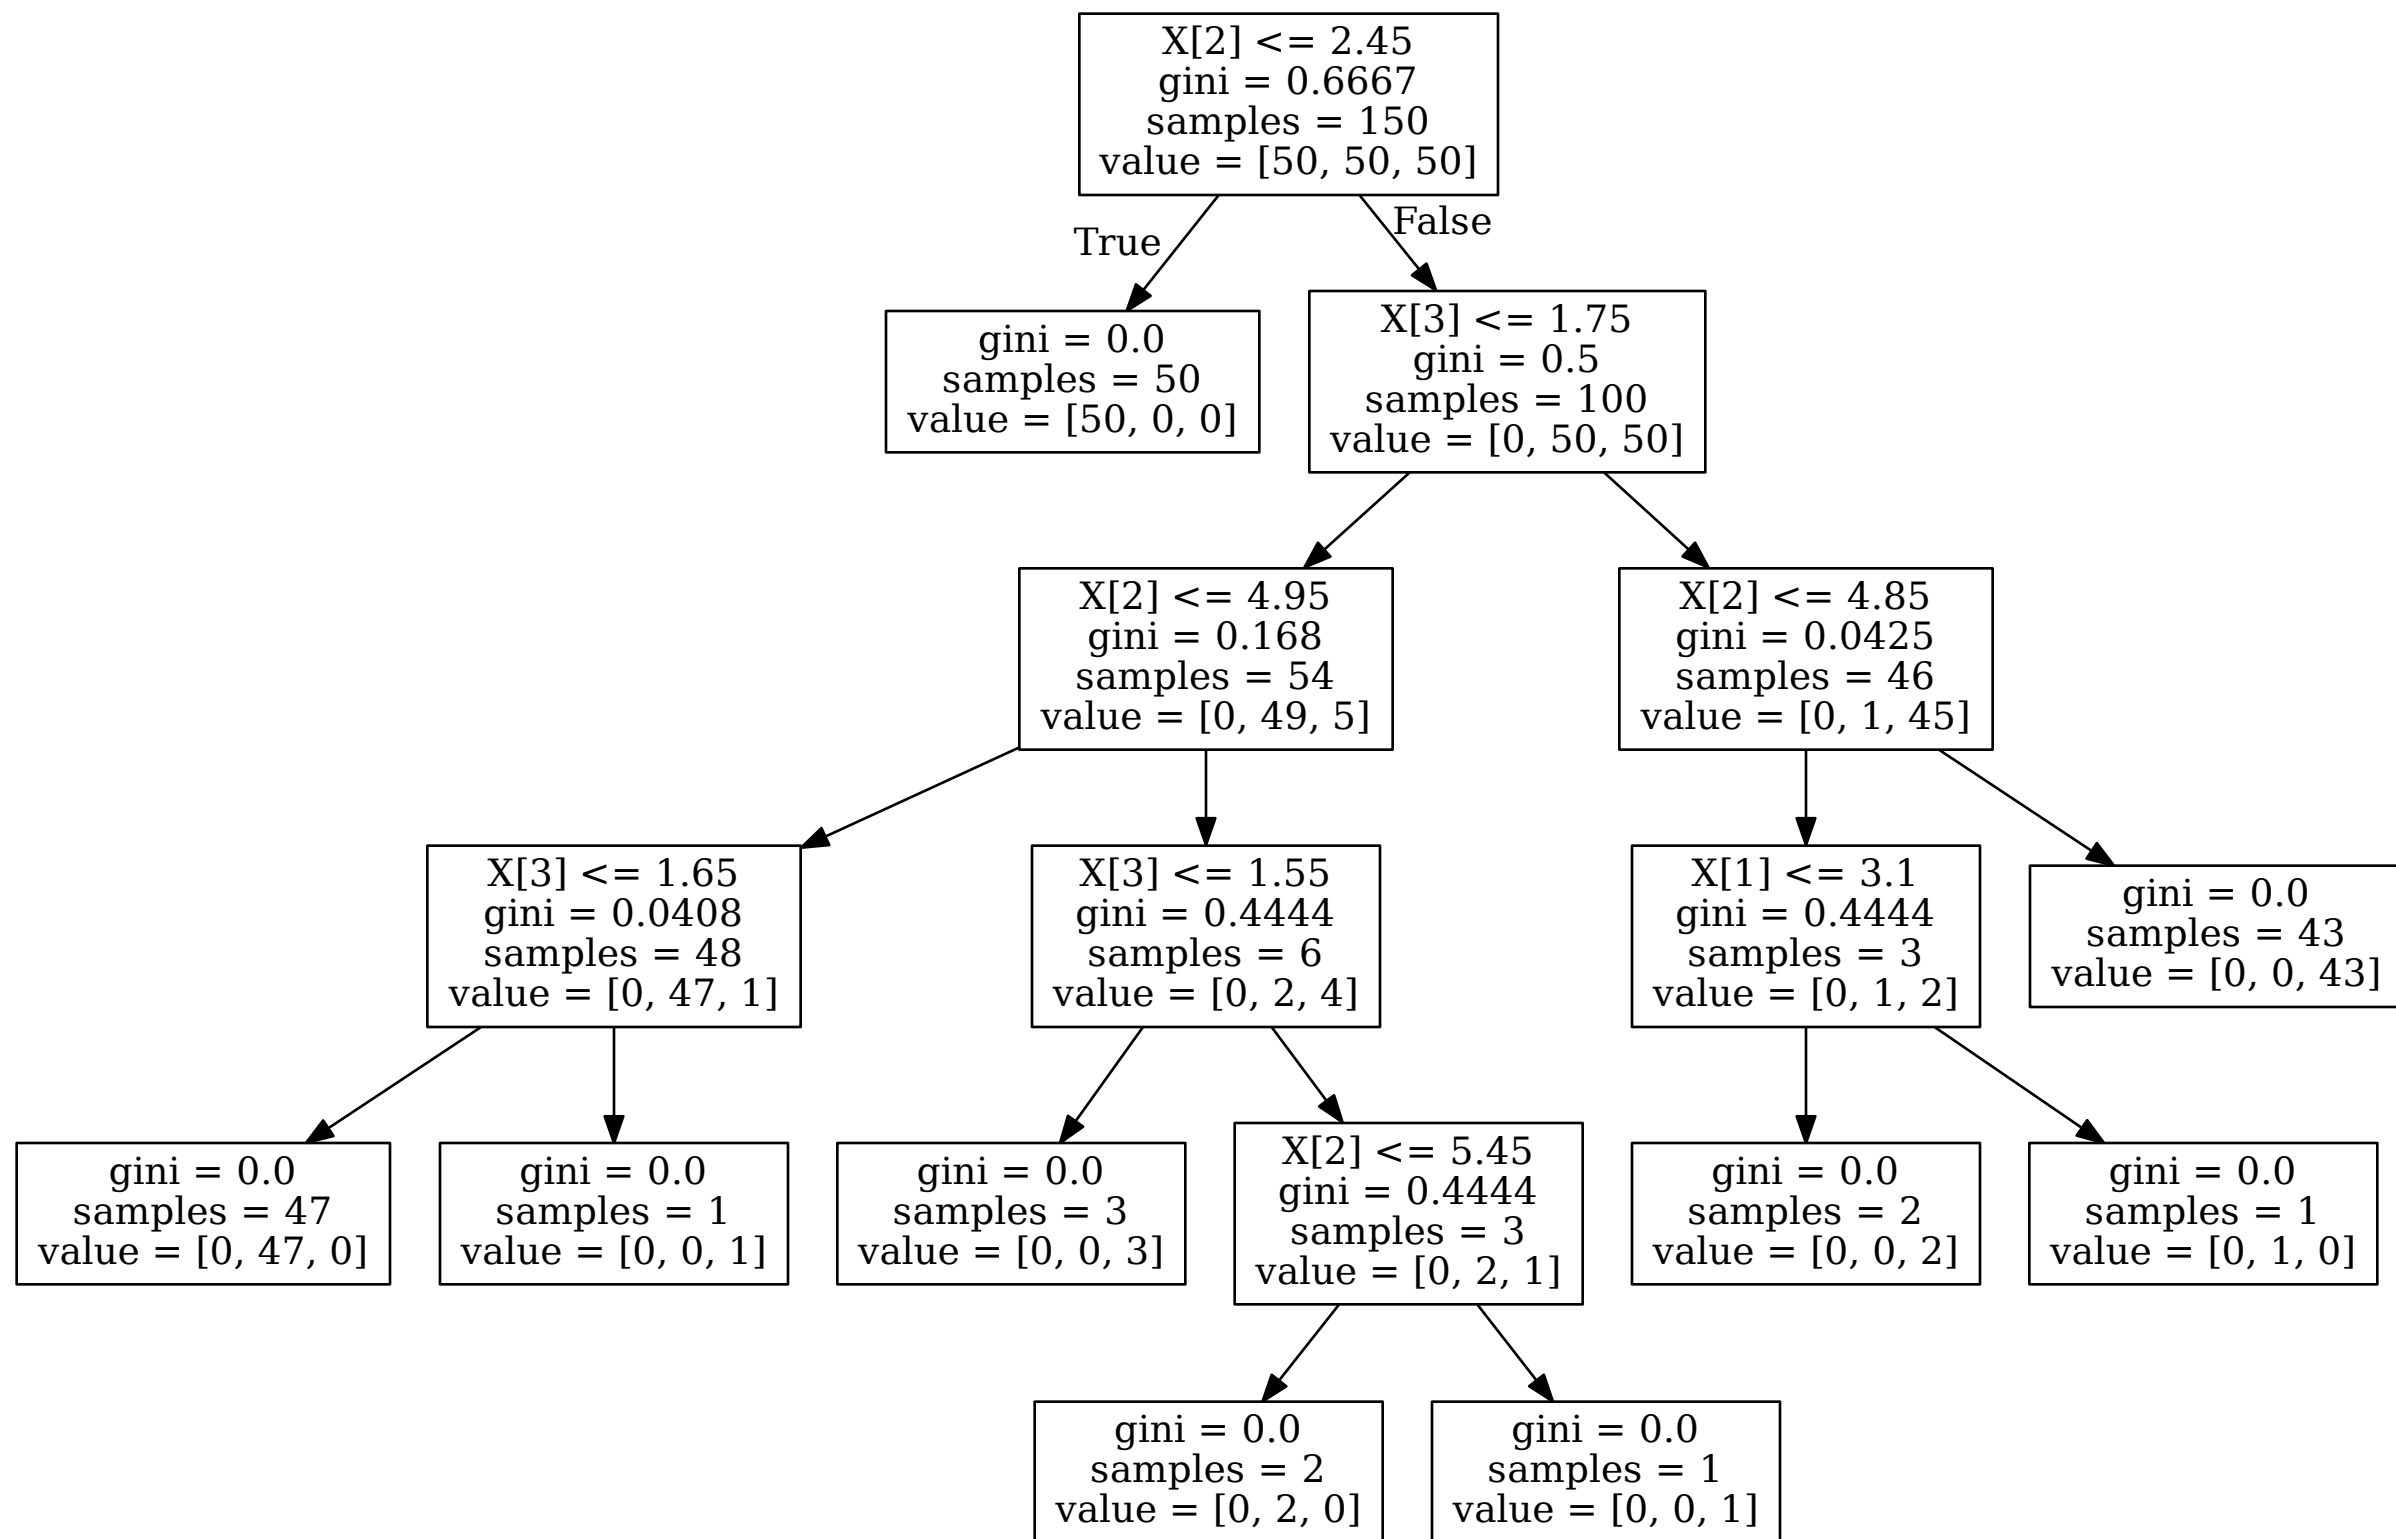 X[2] <= 2.45
gini = 0.6667
samples = 150
value = [50, 50, 50]
True
False
gini = 0.0
samples = 50
value = [50, 0, 0]
X[3] <= 1.75
gini = 0.5
samples = 100
value = [0, 50, 50]
X[2] <= 4.95
gini = 0.168
samples = 54
value = [0, 49, 5]
X[2] <= 4.85
gini = 0.0425
samples = 46
value = [0, 1, 45]
X[3] <= 1.65
gini = 0.0408
samples = 48
value = [0, 47, 1]
X[3] <= 1.55
gini = 0.4444
samples = 6
value = [0, 2, 4]
X[1] <= 3.1
gini = 0.4444
samples = 3
value = [0, 1, 2]
gini = 0.0
samples = 43
value = [0, 0, 43]
gini = 0.0
samples = 47
value = [0, 47, 0]
gini = 0.0
samples = 1
value = [0, 0, 1]
gini = 0.0
samples = 3
value = [0, 0, 3]
X[2] <= 5.45
gini = 0.4444
samples = 3
value = [0, 2, 1]
gini = 0.0
samples = 2
value = [0, 0, 2]
gini = 0.0
samples = 1
value = [0, 1, 0]
gini = 0.0
samples = 2
value = [0, 2, 0]
gini = 0.0
samples = 1
value = [0, 0, 1]